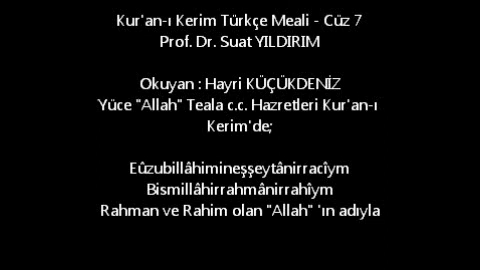 Kur'an-ı Kerim Türkçe Meali - Cüz 7
Prof. Dr. Suat YILDIRIM
Okuyan : Hayri KÜÇÜKDENİZ
Yüce "Allah" Teala c.c. Hazretleri Kur'an-ı
Kerim'de;
Eûzubillâhimineşşeytânirracîym
Bismillâhirrahmânirrahîym
Rahman ve Rahim olan "Allah" 'ın adıyla